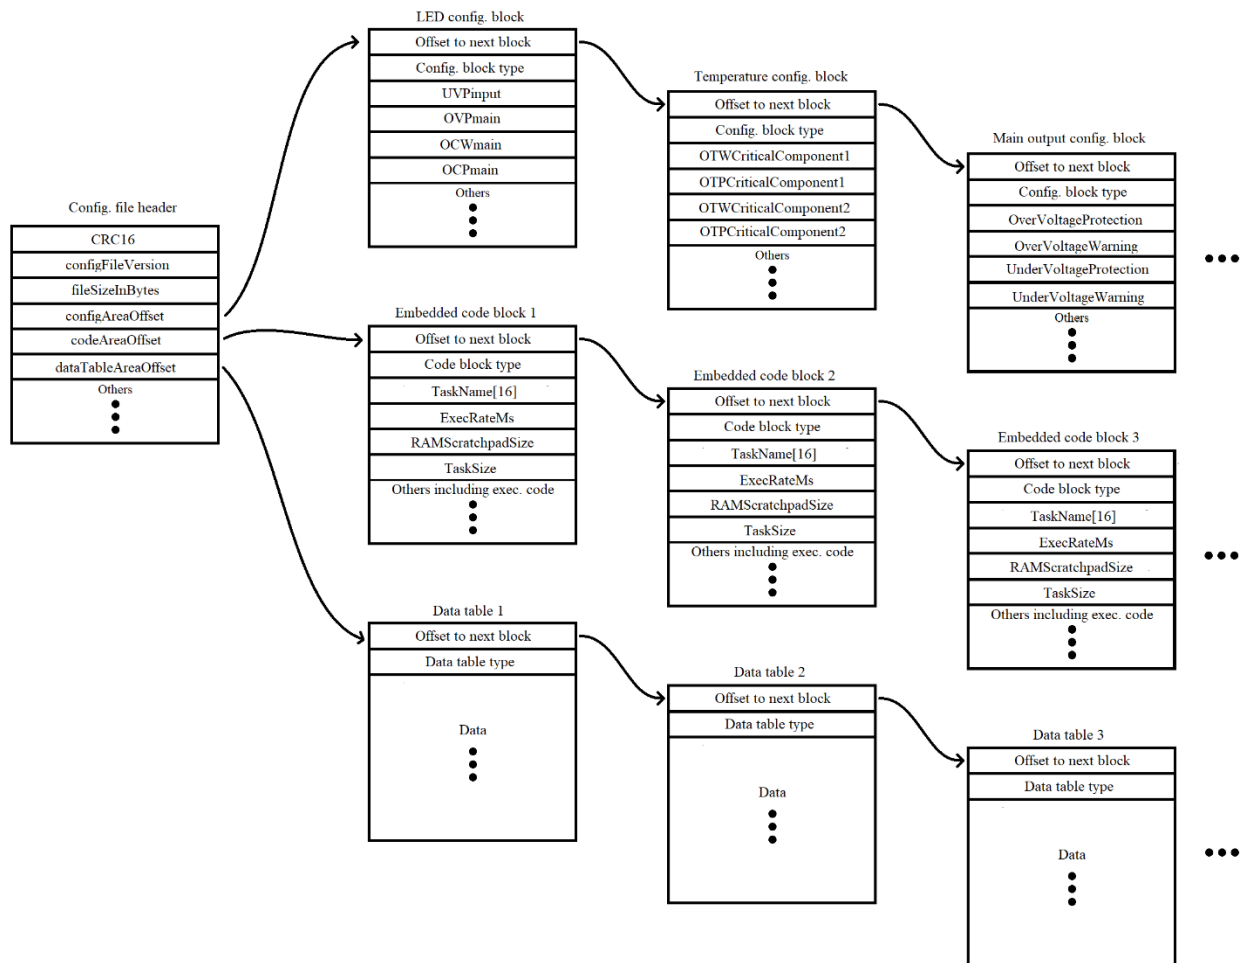 Config. file header
CRC16
configFileVersion
fileSizeInBytes
configAreaOffset
codeAreaOffset
dataTableAreaOffset
Others
LED config. block
Offset to next block
Config. block type
UVPinput
OVPmain
OCWmain
OCPmain
Others
Temperature config. block
Offset to next block
Config. block type
OTWCriticalComponent1
OTPCriticalComponent1
OTWCriticalComponent2
OTPCriticalComponent2
Others
Main output config. block
Offset to next block
Config. block type
OverVoltageProtection
OverVoltageWarning
UnderVoltageProtection
UnderVoltageWarning
Others
Embedded code block 1
Offset to next block
Code block type
TaskName[16]
ExecRateMs
RAMScratchpadSize
TaskSize
Others including exec. code
Embedded code block 2
Offset to next block
Code block type
TaskName[16]
ExecRateMs
RAMScratchpadSize
TaskSize
Others including exec. code
Embedded code block 3
Offset to next block
Code block type
TaskName[16]
ExecRateMs
RAMScratchpadSize
TaskSize
Others including exec. code
Data table 1
Offset to next block
Data table type
Data
Data table 2
Offset to next block
Data table type
Data
Data table 3
Offset to next block
Data table type
Data